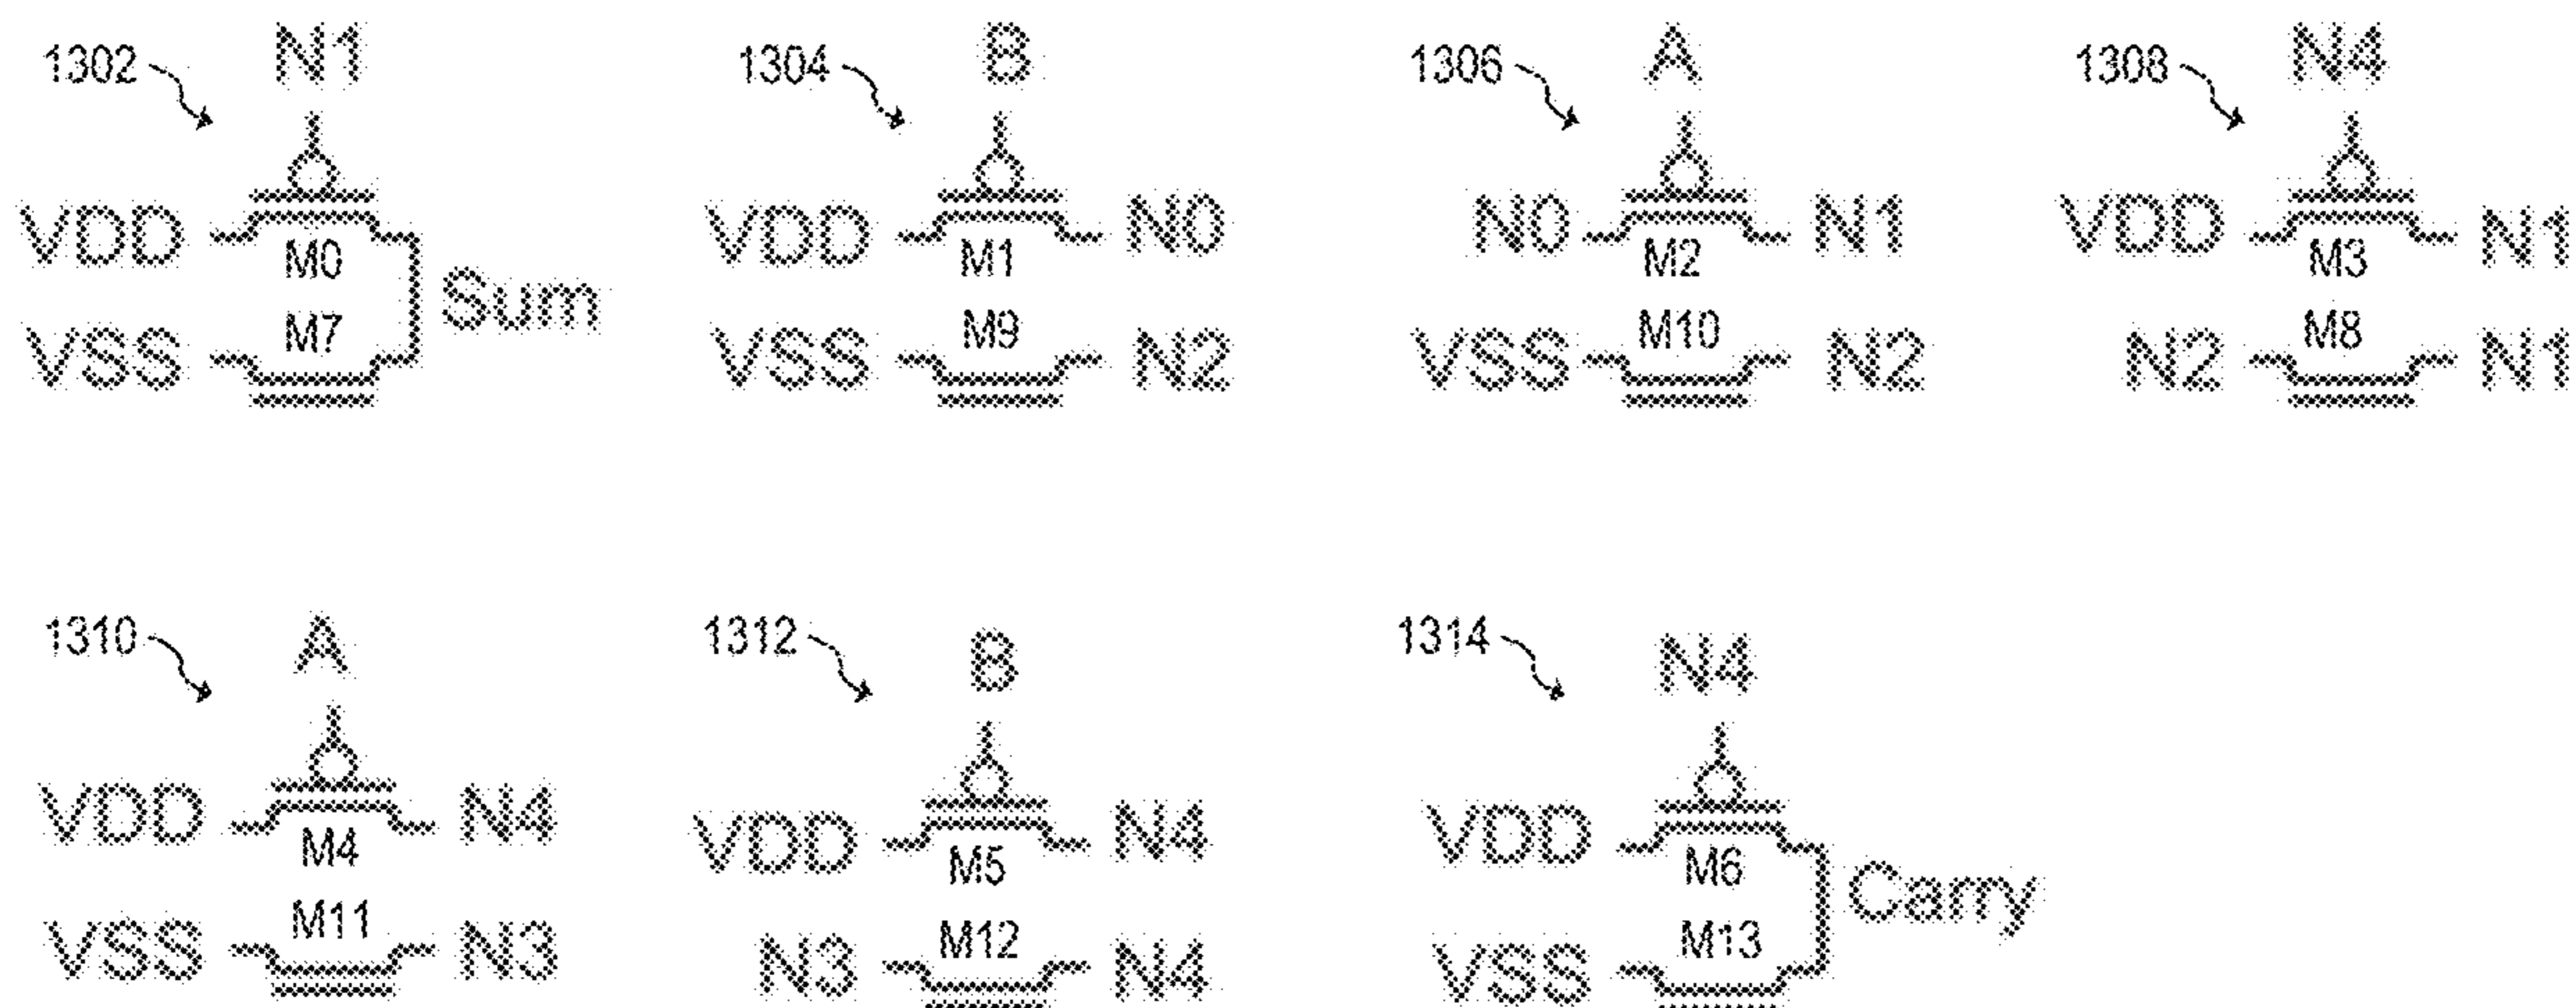 1302 N1
VDD M0
Sum
VSS M7
1304 B
VDD M1 N0
VSS M9 N2
1306 A
N0 M2 N1
VSS M10 N2
1308 N4
VDD M3 N1
N2 M8 N1
1310 A
VDD M4 N4
VSS M11 N3
1312 B
VDD M5 N4
N3 M12 N4
1314 N4
VDD M6
Carry
VSS M13